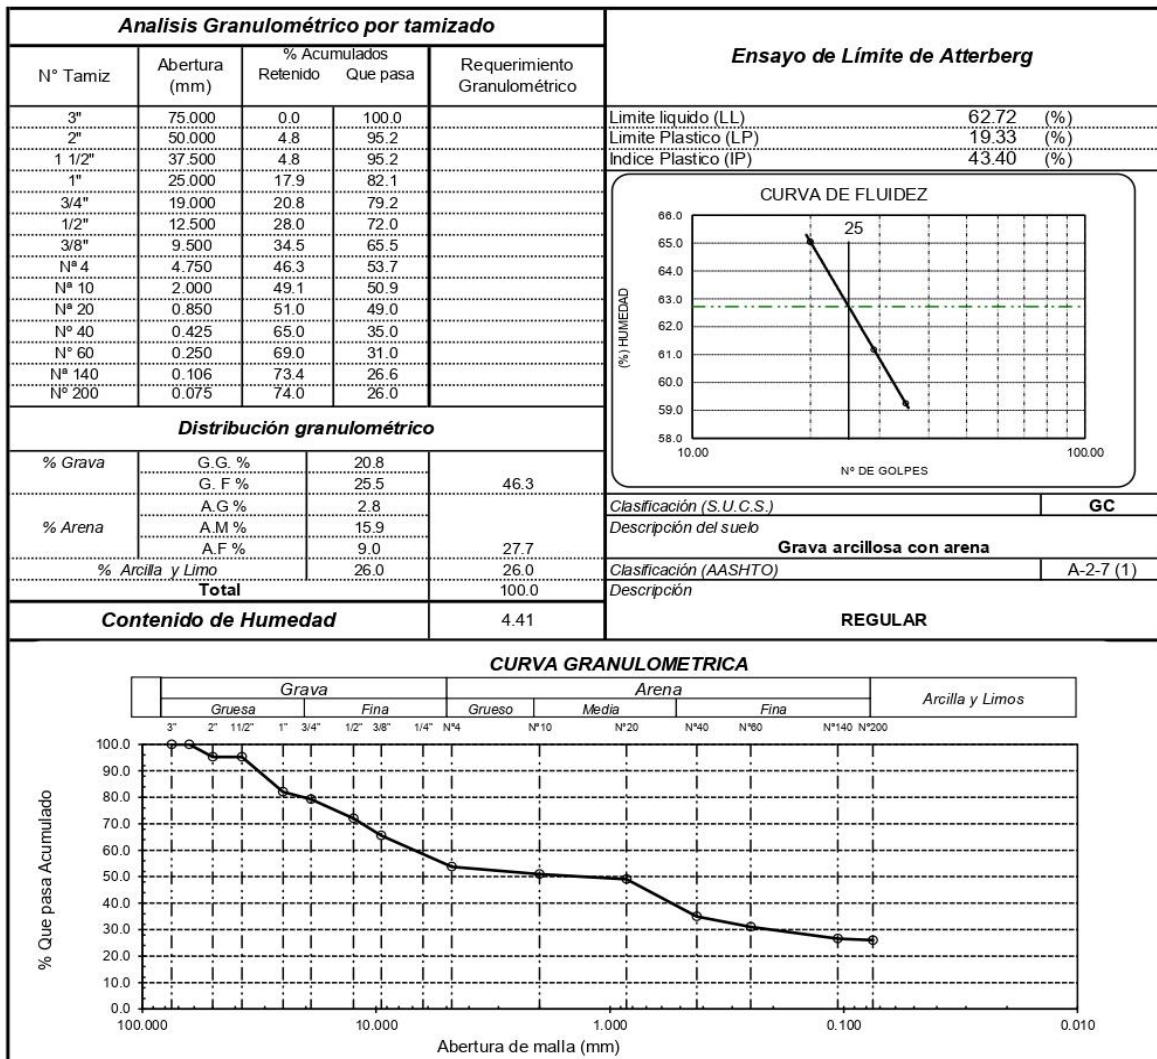 Analisis Granulométrico por tamizado
N° Tamiz Abertura (mm) % Acumulados Retenido Que pasa Requerimiento Granulométrico
3" 75.000 0.0 100.0
2" 50.000 4.8 95.2
1 1/2" 37.500 4.8 95.2
1" 25.000 17.9 82.1
3/4" 19.000 20.8 79.2
1/2" 12.500 28.0 72.0
3/8" 9.500 34.5 65.5
Nª 4 4.750 46.3 53.7
Nª 10 2.000 49.1 50.9
Nª 20 0.850 51.0 49.0
Nº 40 0.425 65.0 35.0
N° 60 0.250 69.0 31.0
Nª 140 0.106 73.4 26.6
Nº 200 0.075 74.0 26.0
Distribución granulométrico
% Grava G.G. % 20.8
G. F % 25.5 46.3
A.G % 2.8
% Arena A.M % 15.9
A.F % 9.0 27.7
% Arcilla y Limo 26.0 26.0
Total 100.0
Contenido de Humedad 4.41
Ensayo de Límite de Atterberg
Limite liquido (LL) 62.72 (%)
Limite Plastico (LP) 19.33 (%)
Indice Plastico (IP) 43.40 (%)
CURVA DE FLUIDEZ
25
66.0
65.0
64.0
63.0
62.0
61.0
60.0
59.0
58.0
(%) HUMEDAD
10.00 100.00
Nº DE GOLPES
Clasificación (S.U.C.S.) GC
Descripción del suelo
Grava arcillosa con arena
Clasificación (AASHTO) A-2-7 (1)
Descripción
REGULAR
CURVA GRANULOMETRICA
Grava Arena Arcilla y Limos
Gruesa Fina Grueso Media Fina
3" 2" 11/2" 1" 3/4" 1/2" 3/8" 1/4" N°4 N°10 N°20 N°40 N°60 N°140 N°200
100.0
90.0
80.0
70.0
60.0
50.0
40.0
30.0
20.0
10.0
0.0
% Que pasa Acumulado
100.000 10.000 1.000 0.100 0.010
Abertura de malla (mm)